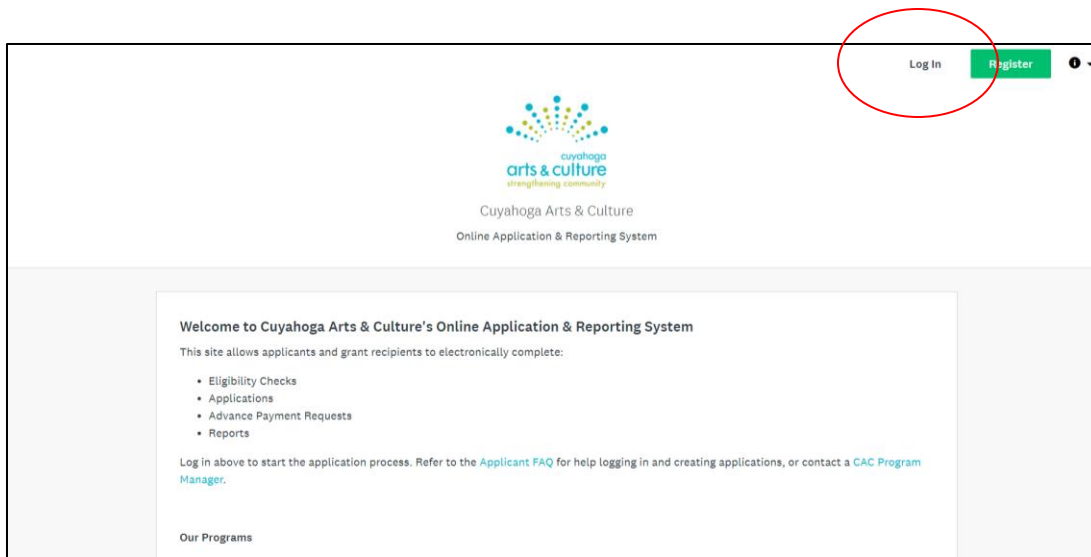 Log In Register
cuyahoga
arts & culture
strengthening community
Cuyahoga Arts & Culture
Online Application & Reporting System
Welcome to Cuyahoga Arts & Culture's Online Application & Reporting System
This site allows applicants and grant recipients to electronically complete:
• Eligibility Checks
• Applications
• Advance Payment Requests
• Reports
Log in above to start the application process. Refer to the Applicant FAQ for help logging in and creating applications, or contact a CAC Program
Manager.
Our Programs